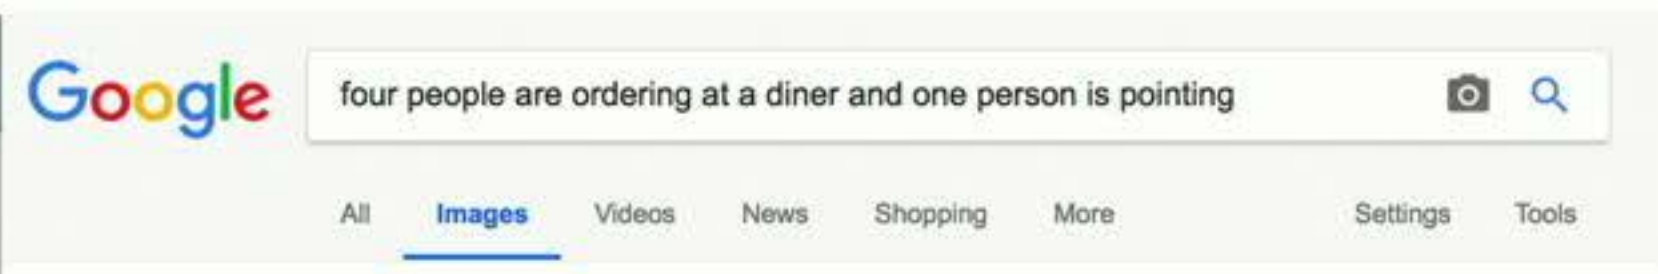 Google
four people are ordering at a diner and one person is pointing
All Images Videos News Shopping More Settings Tools